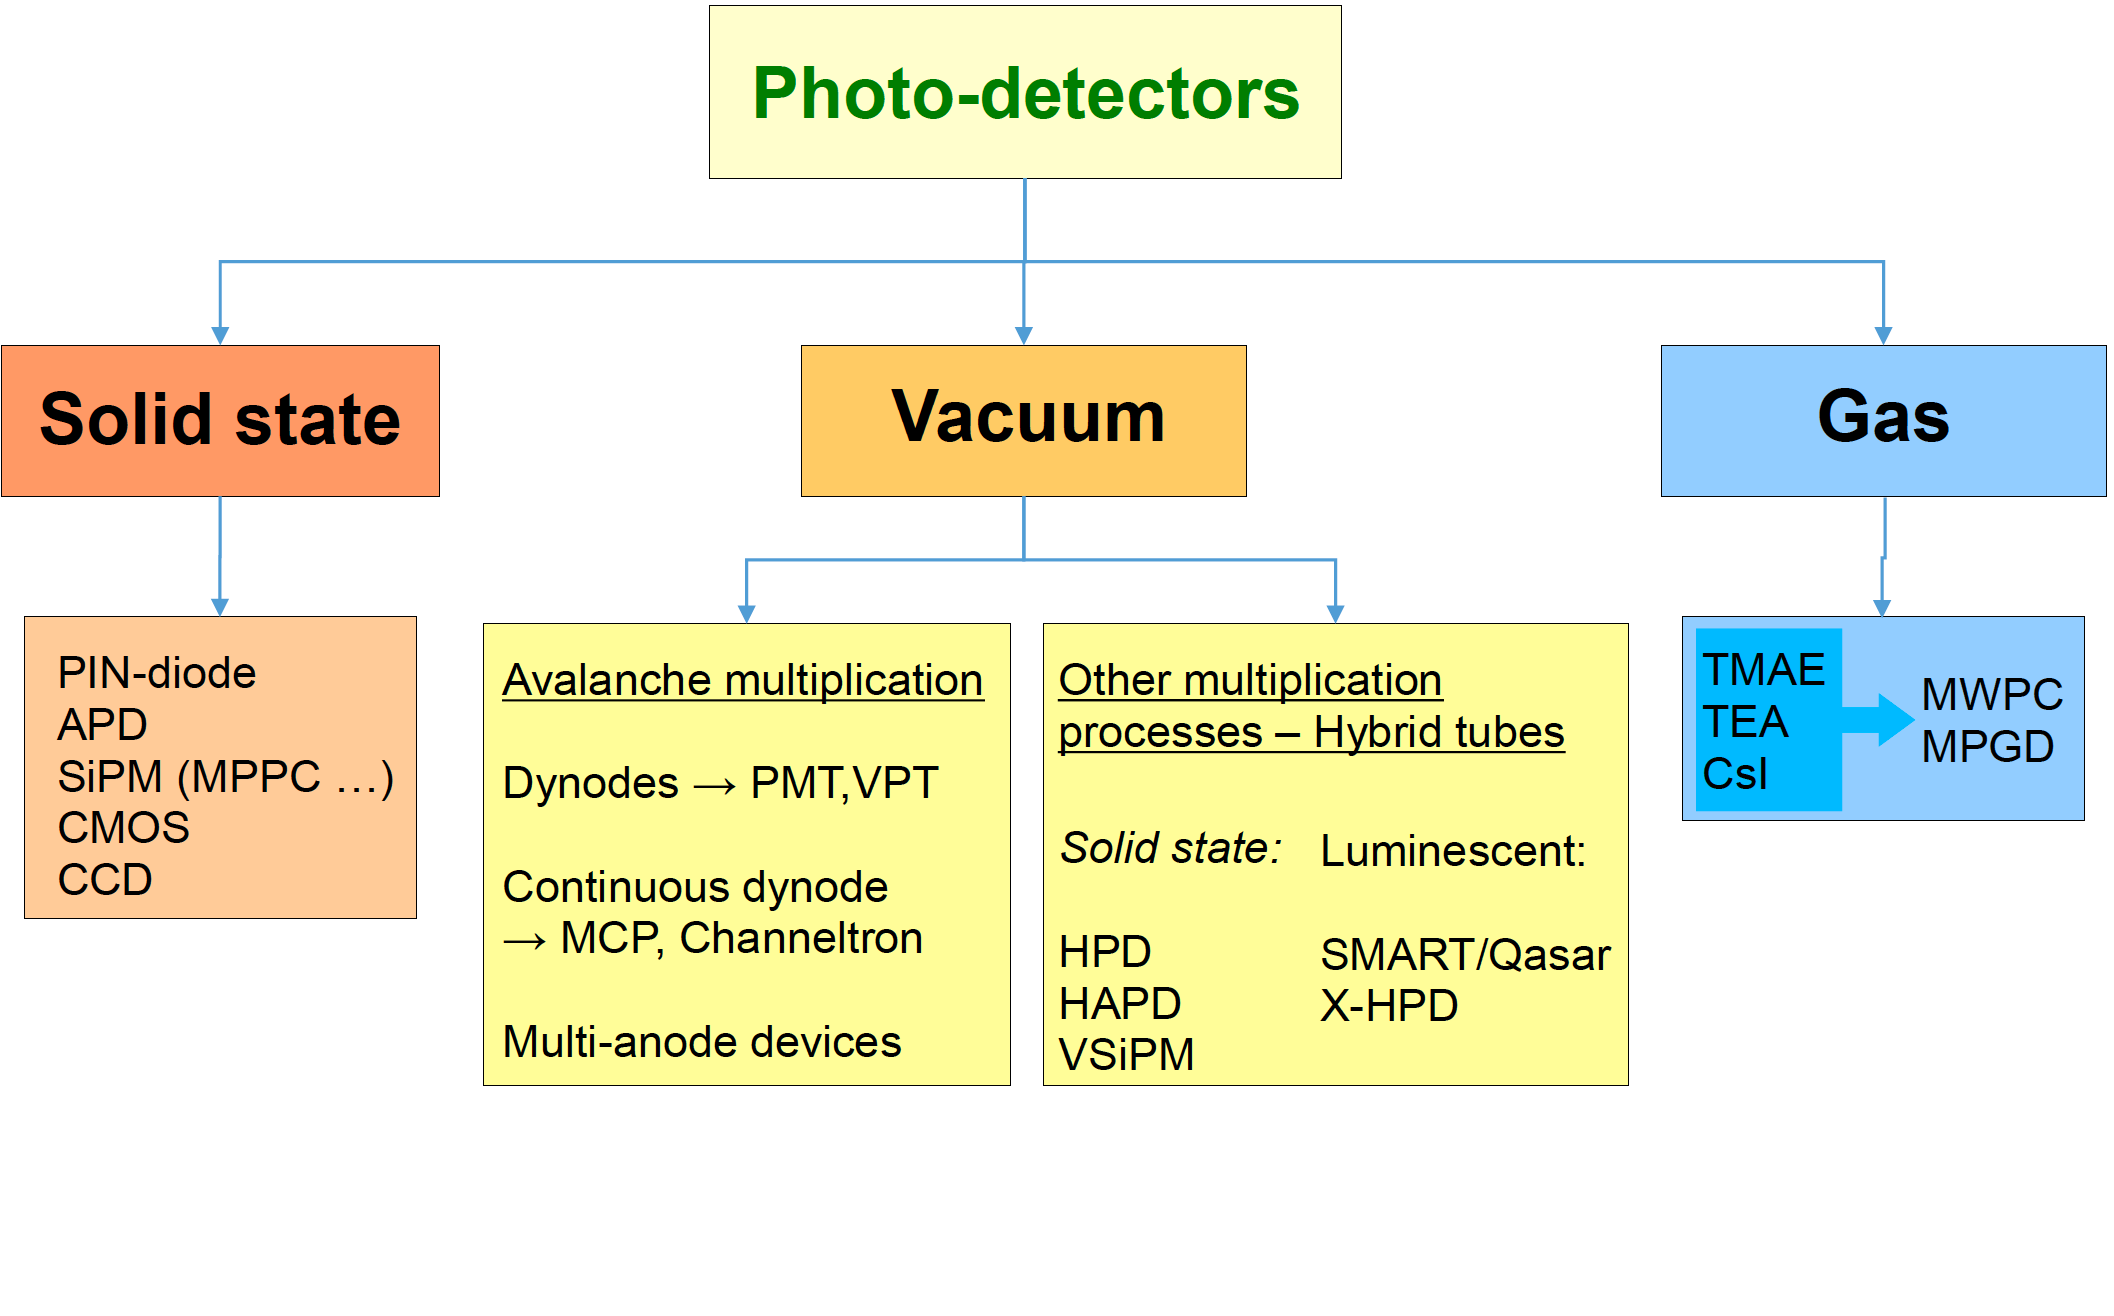 Photo-detectors
Solid state
Vacuum
Gas
PIN-diode
APD
SiPM (MPPC …)
CMOS
CCD
Avalanche multiplication
Dynodes → PMT,VPT
Continuous dynode
→ MCP, Channeltron
Multi-anode devices
Other multiplication
processes – Hybrid tubes
Solid state:
HPD
HAPD
VSiPM
Luminescent:
SMART/Qasar
X-HPD
TMAE
TEA
CsI
MWPC
MPGD